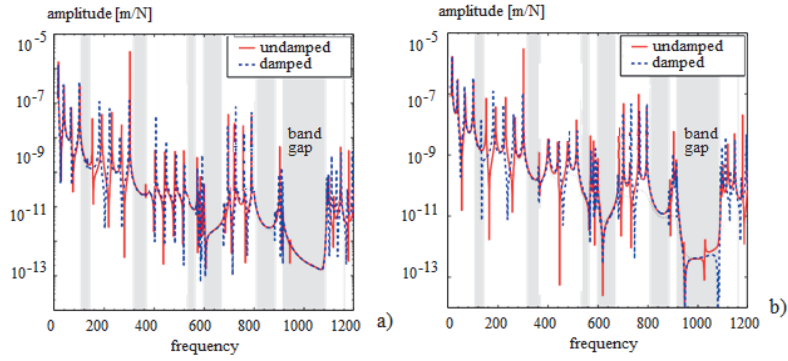 amplitude [m/N]
10-5
10-7
10-9
10-11
10-13
undamped
damped
band
gap
0 200 400 600 800 1000 1200
frequency
a)
amplitude [m/N]
10-5
10-7
10-9
10-11
10-13
undamped
damped
band
gap
0 200 400 600 800 1000 1200
frequency
b)